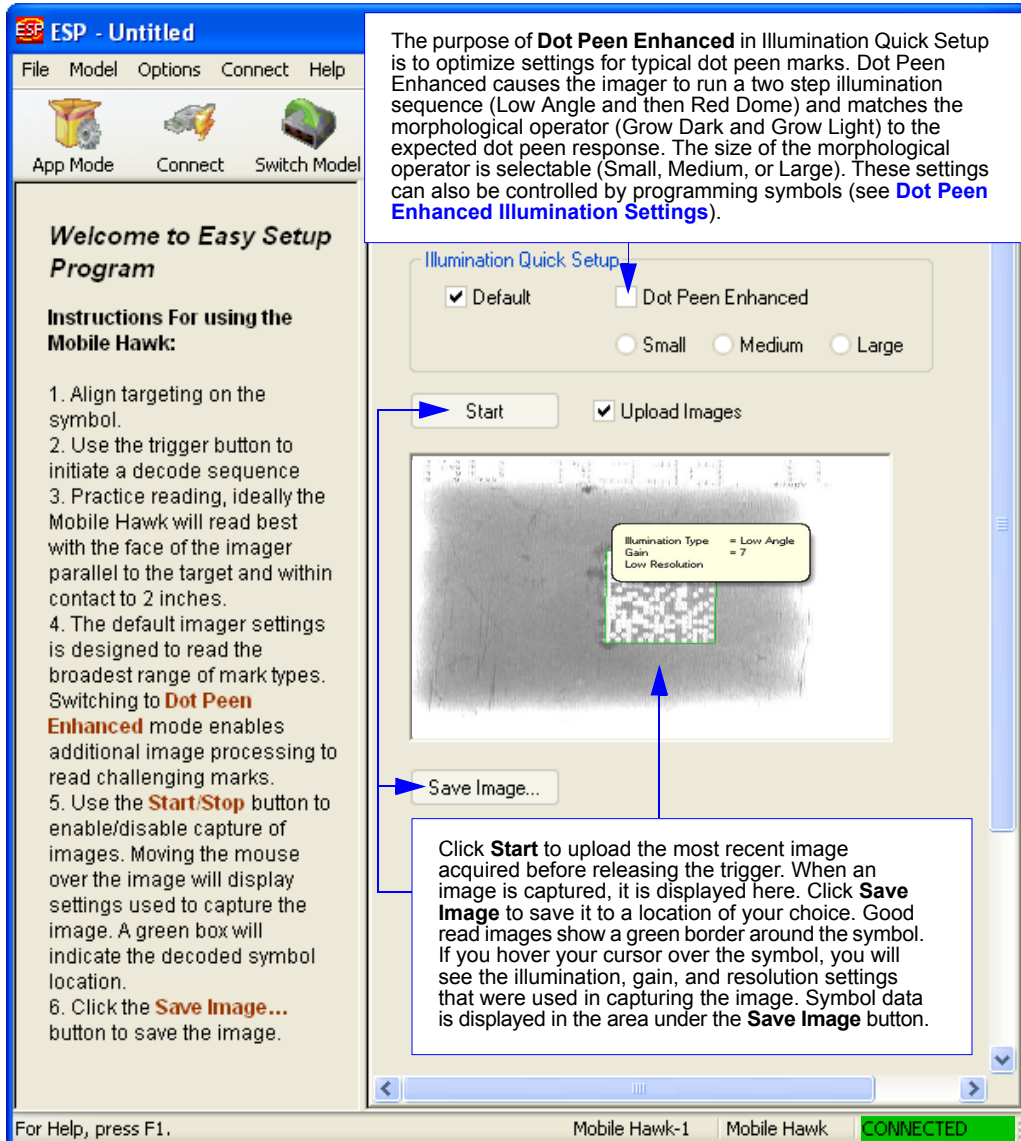 ESP - Untitled
File Model Options Connect Help
App Mode Connect Switch Model
The purpose of Dot Peen Enhanced in Illumination Quick Setup
is to optimize settings for typical dot peen marks. Dot Peen
Enhanced causes the imager to run a two step illumination
sequence (Low Angle and then Red Dome) and matches the
morphological operator (Grow Dark and Grow Light) to the
expected dot peen response. The size of the morphological
operator is selectable (Small, Medium, or Large). These settings
can also be controlled by programming symbols (see Dot Peen
Enhanced Illumination Settings).
Welcome to Easy Setup
Program
Instructions For using the
Mobile Hawk:
1. Align targeting on the
symbol.
2. Use the trigger button to
initiate a decode sequence
3. Practice reading, ideally the
Mobile Hawk will read best
with the face of the imager
parallel to the target and within
contact to 2 inches.
4. The default imager settings
is designed to read the
broadest range of mark types.
Switching to Dot Peen
Enhanced mode enables
additional image processing to
read challenging marks.
5. Use the Start/Stop button to
enable/disable capture of
images. Moving the mouse
over the image will display
settings used to capture the
image. A green box will
indicate the decoded symbol
location.
6. Click the Save Image...
button to save the image.
Illumination Quick Setup
Default Dot Peen Enhanced
Small Medium Large
Start Upload Images
Illumination Type = Low Angle
Gain = 7
Low Resolution
Save Image...
Click Start to upload the most recent image
acquired before releasing the trigger. When an
image is captured, it is displayed here. Click Save
Image to save it to a location of your choice. Good
read images show a green border around the symbol.
If you hover your cursor over the symbol, you will
see the illumination, gain, and resolution settings
that were used in capturing the image. Symbol data
is displayed in the area under the Save Image button.
For Help, press F1. Mobile Hawk-1 Mobile Hawk CONNECTED